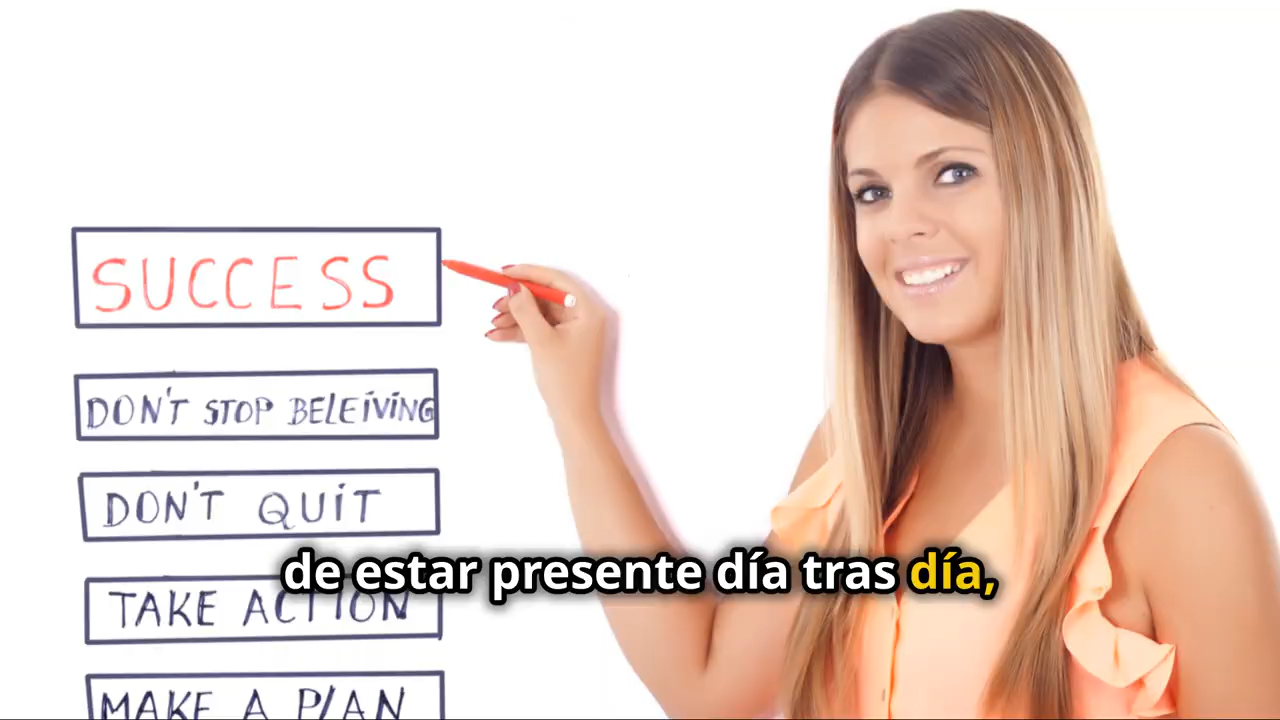 SUCCESS
DON'T STOP BELEIVING
DON'T QUIT
de estar presente día tras día,
TAKE ACTION
MAKE A PLAN